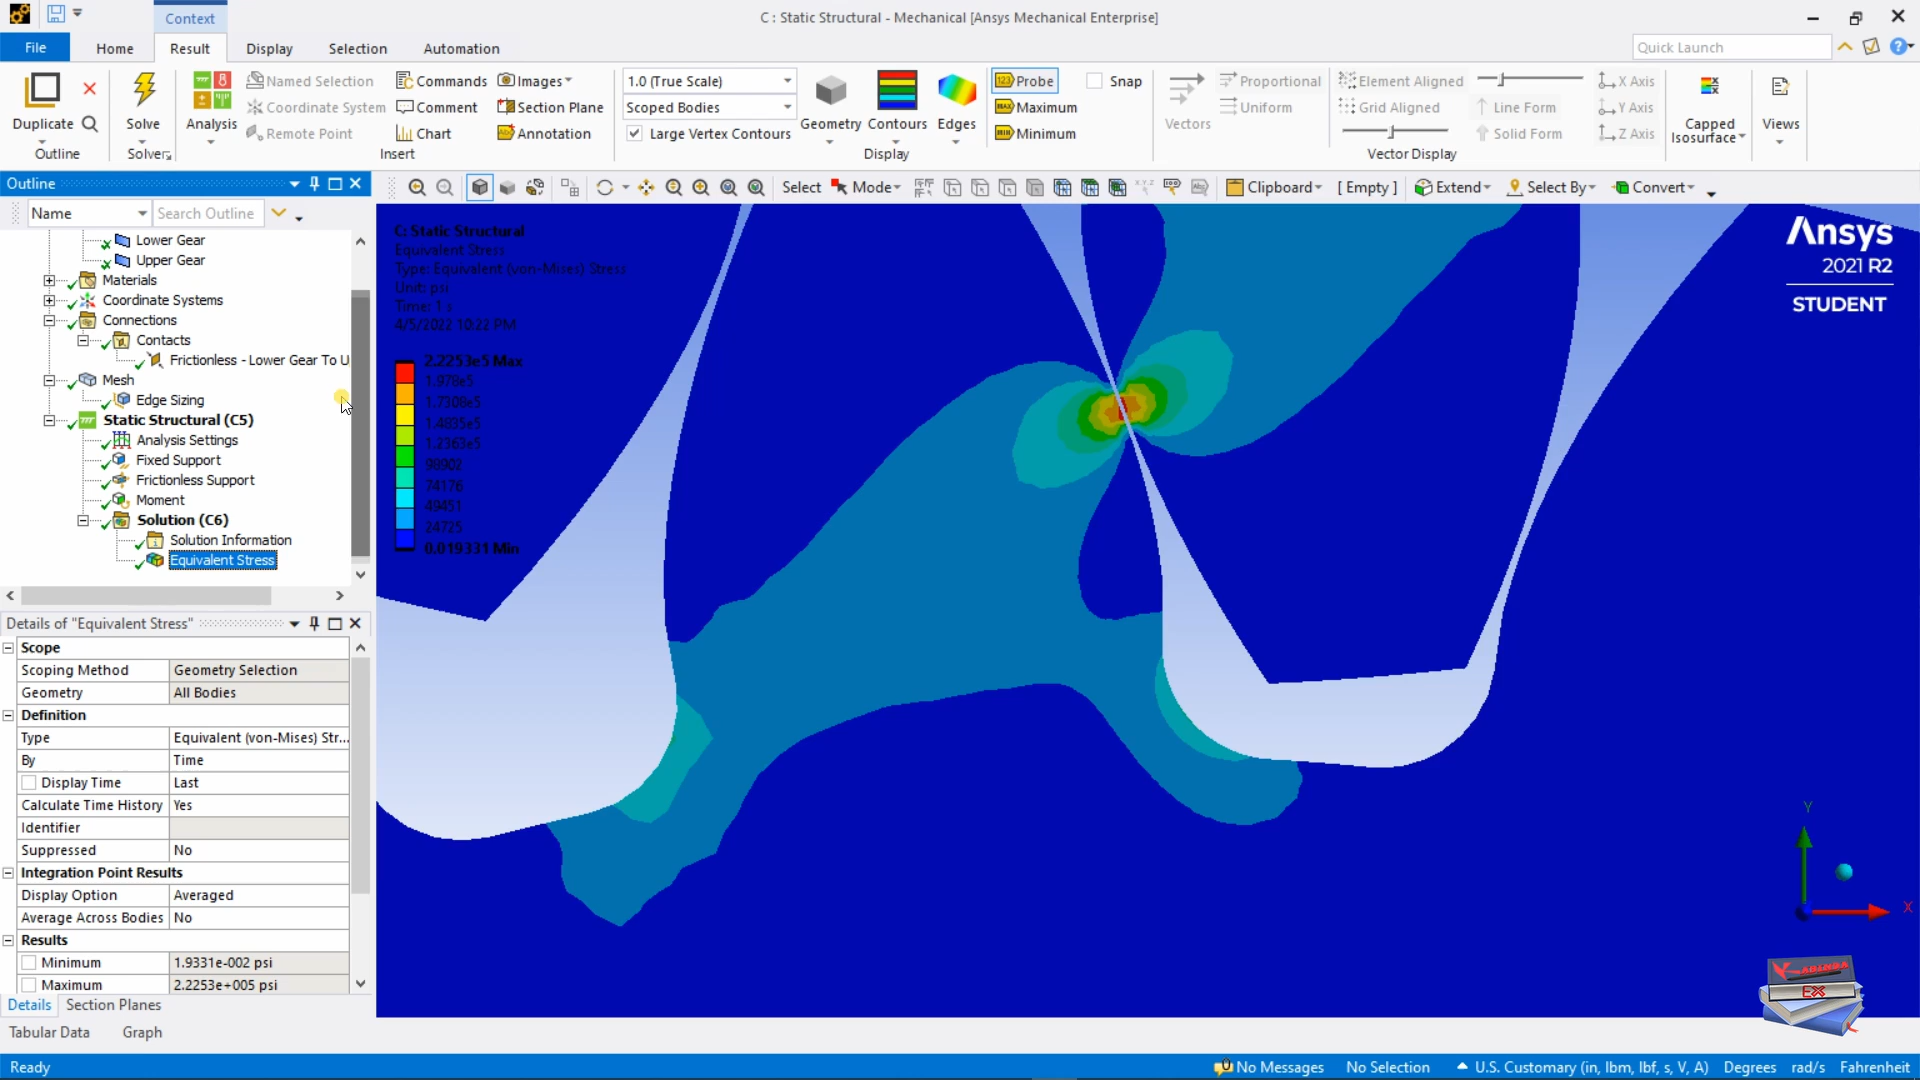 Context
C : Static Structural - Mechanical [Ansys Mechanical Enterprise]
File Home Result Display Selection Automation
Quick Launch
Duplicate
Outline
Solve
Solver
Analysis
Named Selection
Coordinate System
Remote Point
Commands
Comment
Chart
Images
Section Plane
Annotation
Insert
1.0 (True Scale)
Scoped Bodies
Large Vertex Contours
Geometry
Contours
Edges
Display
Probe
Maximum
Minimum
Snap
Vectors
Proportional
Uniform
Element Aligned
Grid Aligned
Line Form
Solid Form
X Axis
Y Axis
Z Axis
Vector Display
Capped
Isosurface
Views
Outline
Name Search Outline
Select Mode Clipboard [ Empty ] Extend Select By Convert
Lower Gear
Upper Gear
Materials
Coordinate Systems
Connections
Contacts
Frictionless - Lower Gear To U
Mesh
Edge Sizing
Static Structural (C5)
Analysis Settings
Fixed Support
Frictionless Support
Moment
Solution (C6)
Solution Information
Equivalent Stress
Details of "Equivalent Stress"
Scope
Scoping Method Geometry Selection
Geometry All Bodies
Definition
Type Equivalent (von-Mises) Str...
By Time
Display Time Last
Calculate Time History Yes
Identifier
Suppressed No
Integration Point Results
Display Option Averaged
Average Across Bodies No
Results
Minimum 1.9331e-002 psi
Maximum 2.2253e+005 psi
Details Section Planes
Tabular Data Graph
C: Static Structural
Equivalent Stress
Type: Equivalent (von-Mises) Stress
Unit: psi
Time: 1 s
4/5/2022 10:22 PM
2.2253e5 Max
1.978e5
1.7308e5
1.4835e5
1.2363e5
98902
74176
49451
24725
0.019331 Min
Ansys
2021 R2
STUDENT
Y
X
EX
Ready
No Messages No Selection U.S. Customary (in, lbm, lbf, s, V, A) Degrees rad/s Fahrenheit